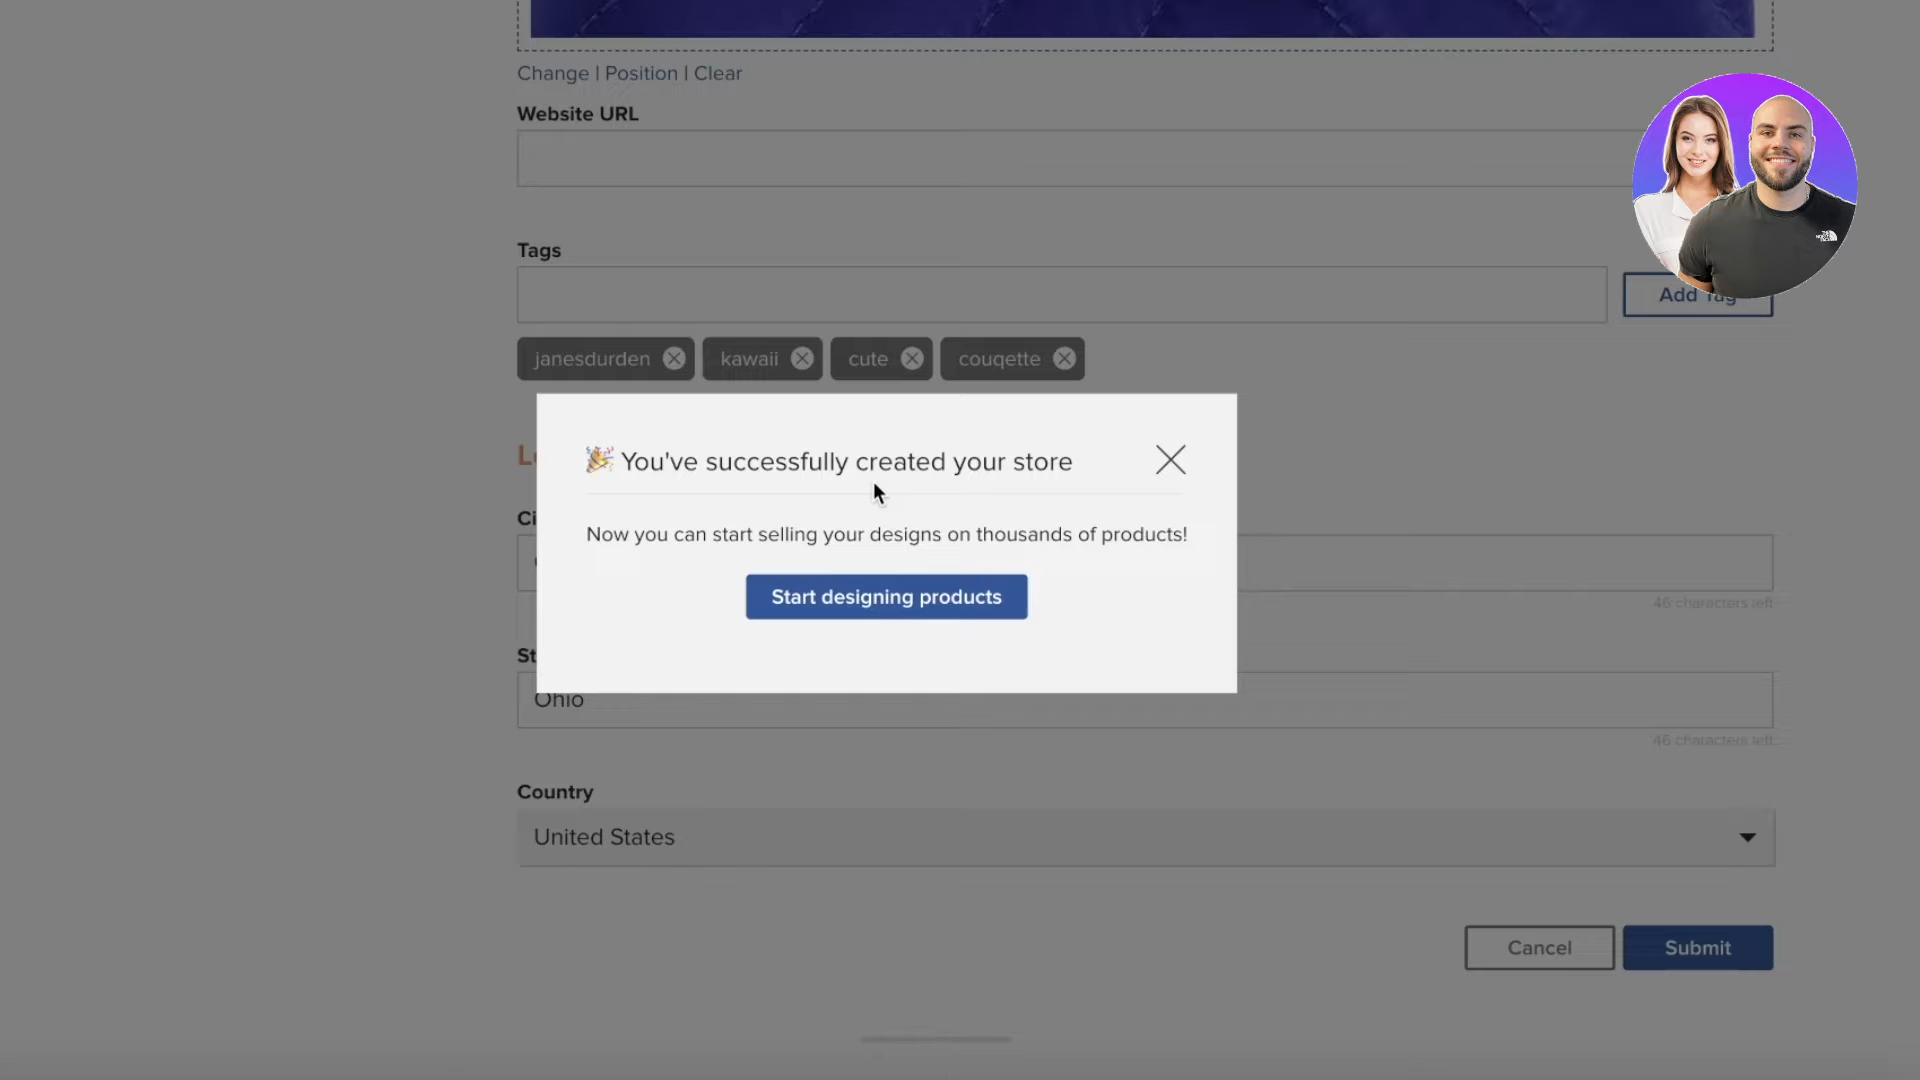 Change | Position | Clear
Website URL
Tags
Add Tag
janesdurden
kawaii
cute
couqette
🎉 You've successfully created your store
Now you can start selling your designs on thousands of products!
Start designing products
46 characters left
Ohio
46 characters left
Country
United States
Cancel
Submit